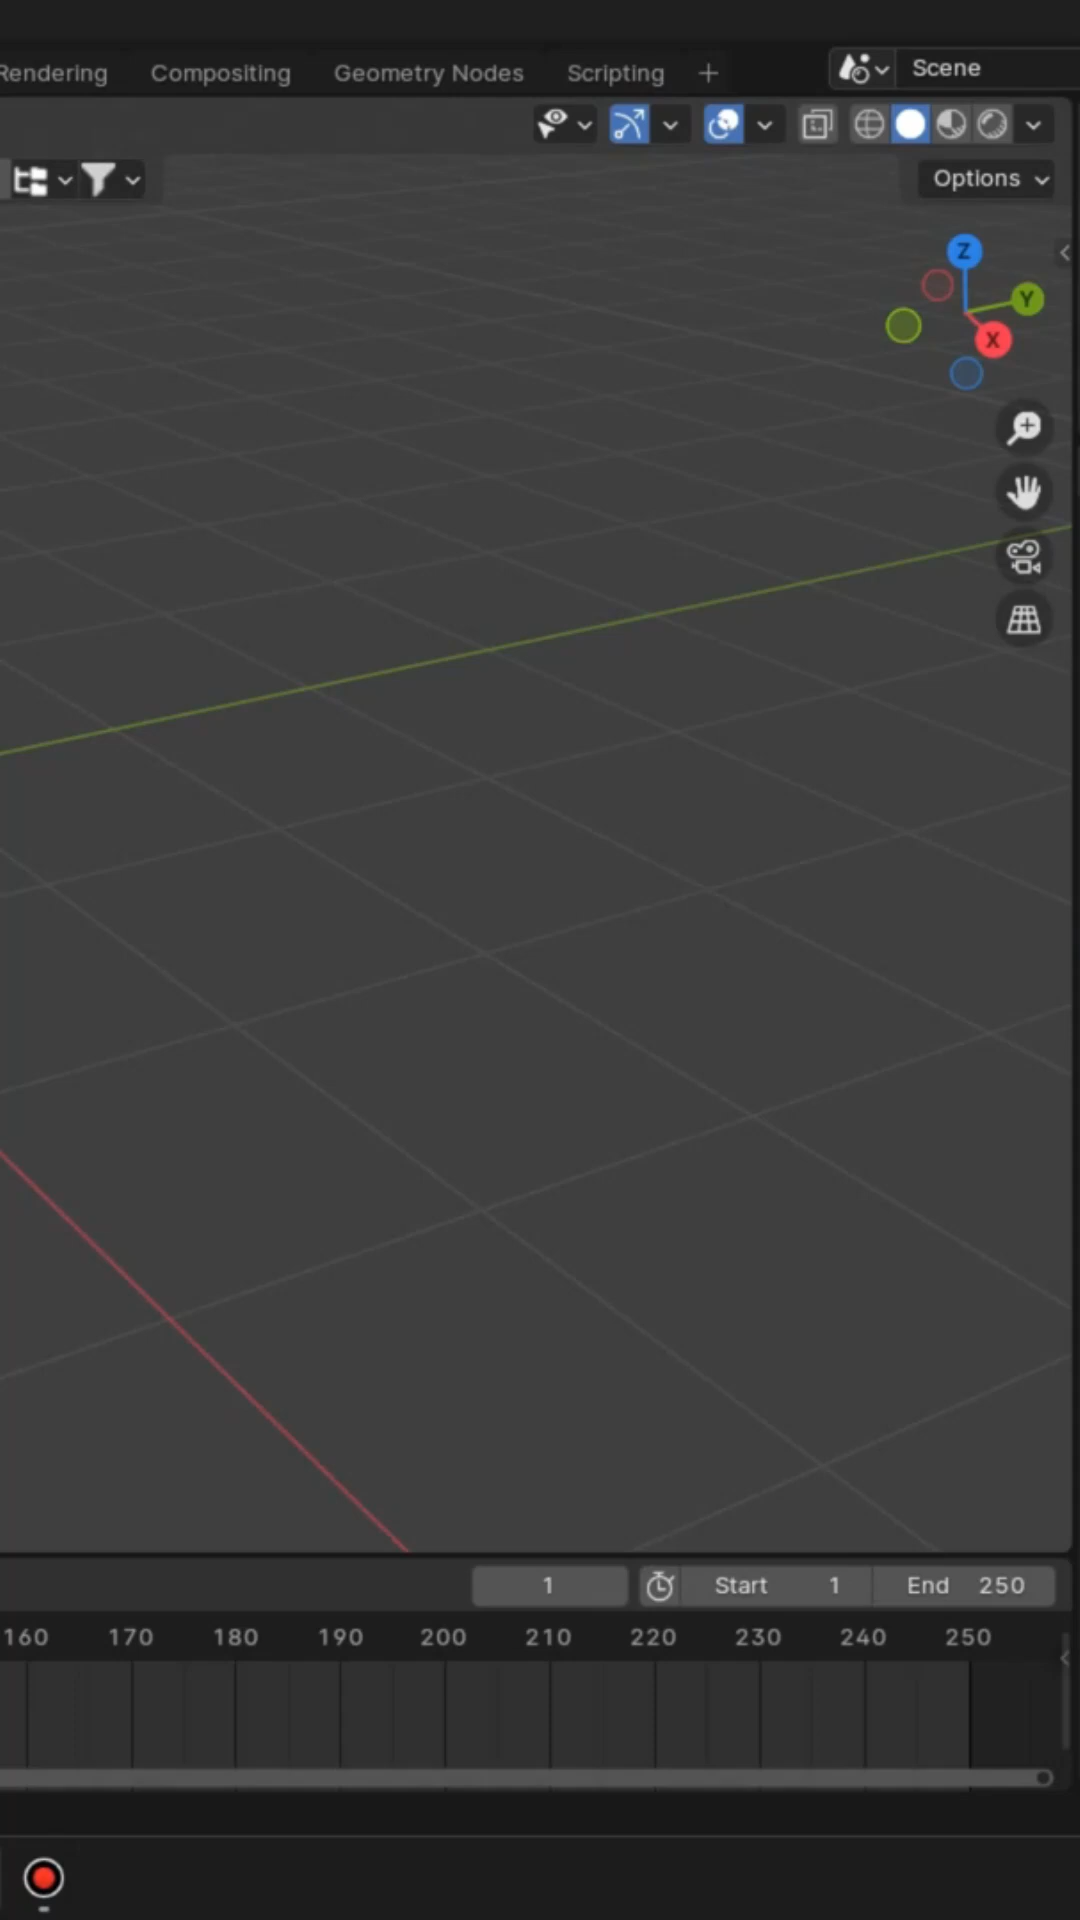 Rendering Compositing Geometry Nodes Scripting + Scene
Options
Z
Y
X
1 Start 1 End 250
160 170 180 190 200 210 220 230 240 250